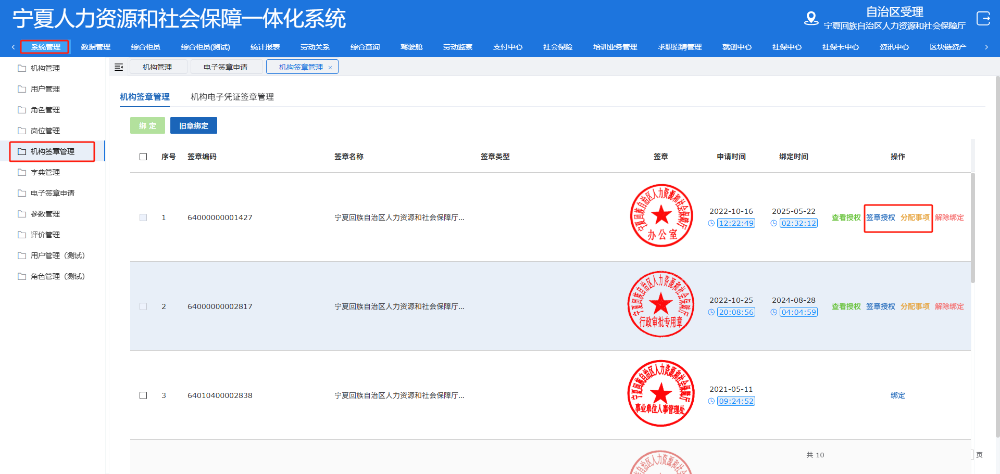 宁夏人力资源和社会保障一体化系统
自治区受理
宁夏回族自治区人力资源和社会保障厅
系统管理 数据管理 综合柜员 综合柜员(测试) 统计报表 劳动关系 综合查询 驾驶舱 劳动监察 支付中心 社会保险 培训业务管理 求职招聘管理 就创中心 社保中心 社保卡中心 资讯中心 区块链资产
机构管理
用户管理
角色管理
岗位管理
机构签章管理
字典管理
电子签章申请
参数管理
评价管理
用户管理（测试）
角色管理（测试）
机构管理 电子签章申请 机构签章管理 ×
机构签章管理 机构电子凭证签章管理
绑 定 旧章绑定
序号 签章编码 签章名称 签章类型 签章 申请时间 绑定时间 操作
1 64000000001427 宁夏回族自治区人力资源和社会保障厅...
宁夏回族自治区人力资源和社会保障厅
办公室
2022-10-16
12:22:49
2025-05-22
02:32:12
查看授权 签章授权 分配事项 解除绑定
2 64000000002817 宁夏回族自治区人力资源和社会保障厅...
宁夏回族自治区人力资源和社会保障厅
行政审批专用章
2022-10-25
20:08:56
2024-08-28
04:04:59
查看授权 签章授权 分配事项 解除绑定
3 64010400002838 宁夏回族自治区人力资源和社会保障厅...
宁夏回族自治区人力资源和社会保障厅
事业单位人事管理处
2021-05-11
09:24:52
绑定
共 10
页